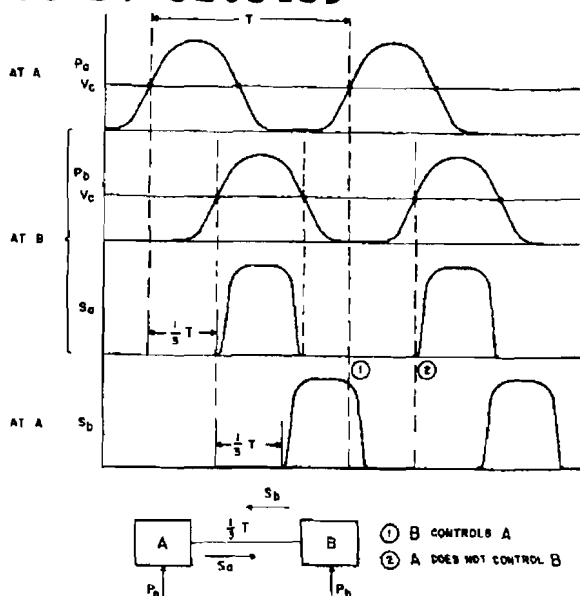 T
AT A
Pa
Vc
Pb
Vc
AT B
Sa
1/3 T
① ②
AT A
Sb
1/3 T
Sb
A 1/3 T B
Sa
Pa Pb
① B CONTROLS A
② A DOES NOT CONTROL B